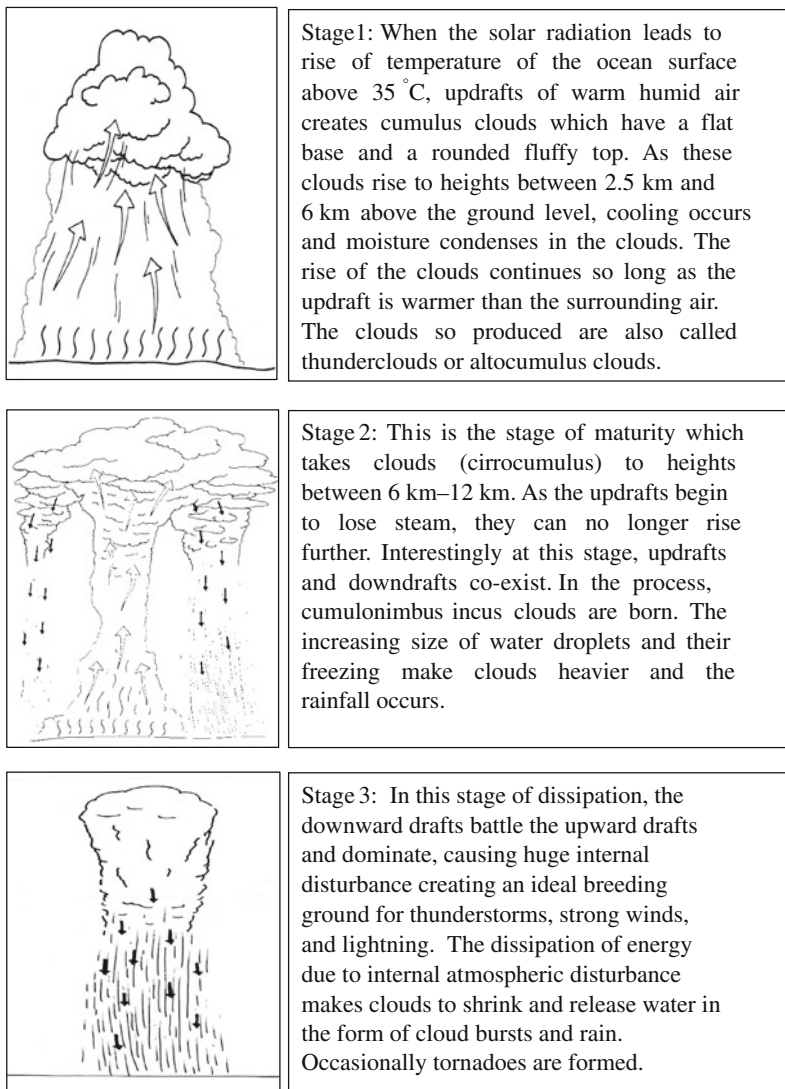 Stage1: When the solar radiation leads to
rise of temperature of the ocean surface
above 35 °C, updrafts of warm humid air
creates cumulus clouds which have a flat
base and a rounded fluffy top. As these
clouds rise to heights between 2.5 km and
6 km above the ground level, cooling occurs
and moisture condenses in the clouds. The
rise of the clouds continues so long as the
updraft is warmer than the surrounding air.
The clouds so produced are also called
thunderclouds or altocumulus clouds.
Stage 2: This is the stage of maturity which
takes clouds (cirrocumulus) to heights
between 6 km–12 km. As the updrafts begin
to lose steam, they can no longer rise
further. Interestingly at this stage, updrafts
and downdrafts co-exist. In the process,
cumulonimbus incus clouds are born. The
increasing size of water droplets and their
freezing make clouds heavier and the
rainfall occurs.
Stage 3: In this stage of dissipation, the
downward drafts battle the upward drafts
and dominate, causing huge internal
disturbance creating an ideal breeding
ground for thunderstorms, strong winds,
and lightning. The dissipation of energy
due to internal atmospheric disturbance
makes clouds to shrink and release water in
the form of cloud bursts and rain.
Occasionally tornadoes are formed.